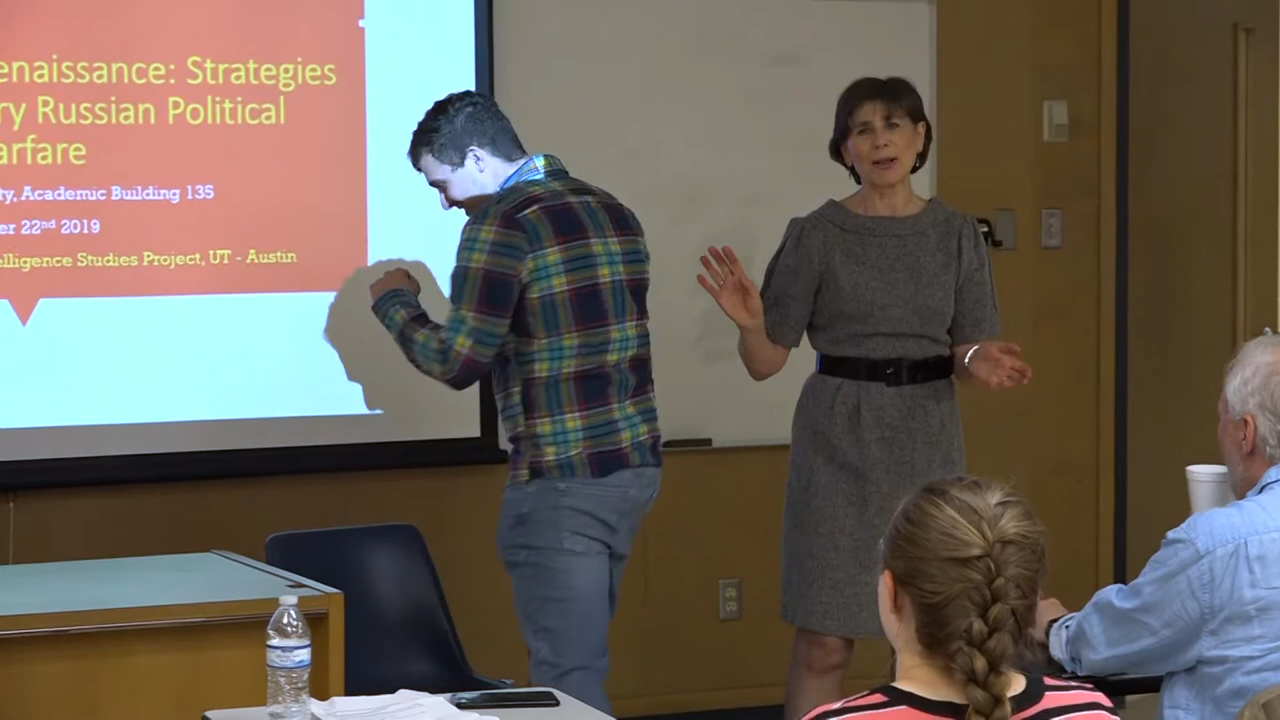 enaissance: Strategies
ry Russian Political
arfare
ty, Academic Building 135
er 22nd 2019
elligence Studies Project, UT - Austin